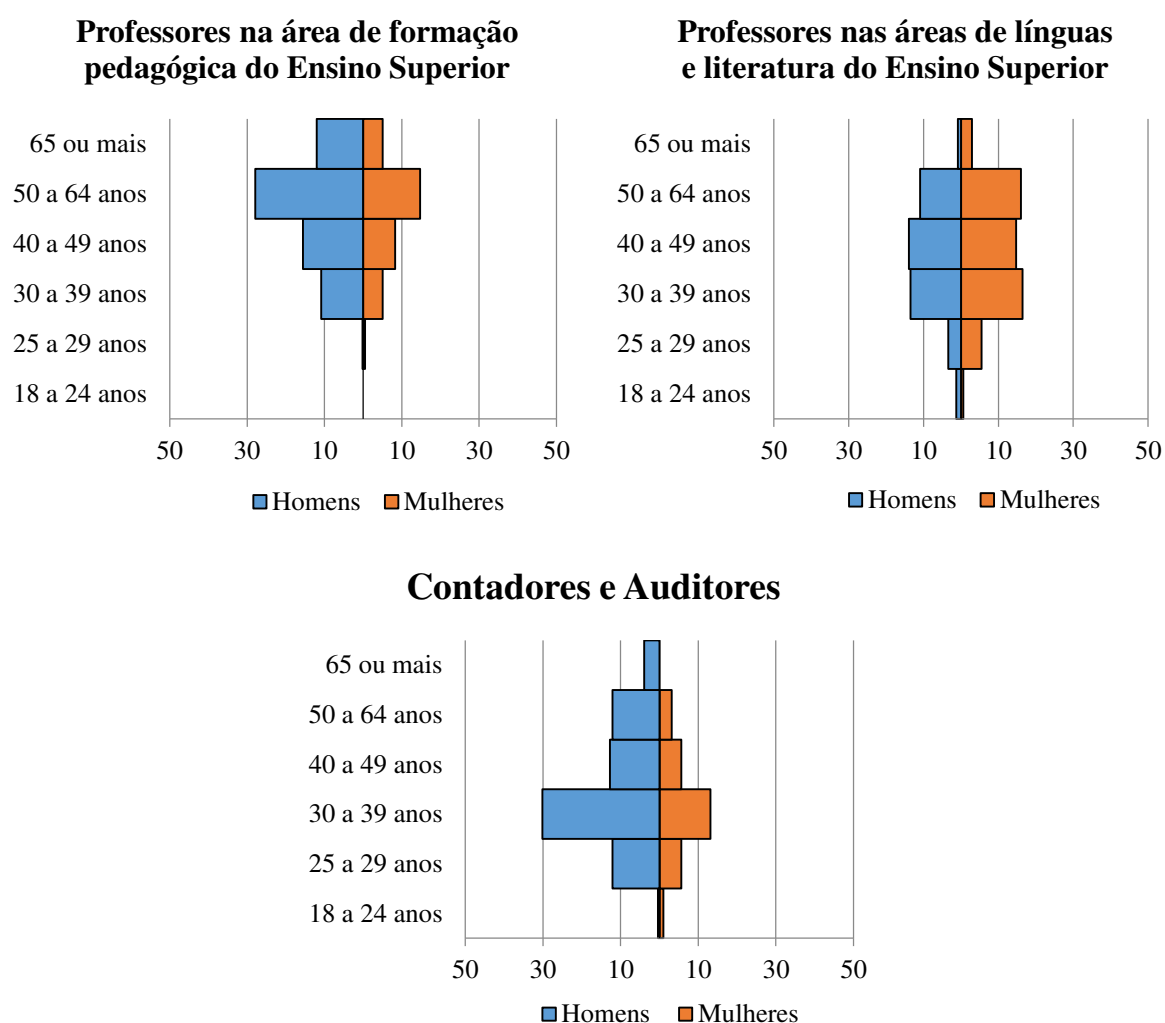 Professores na área de formação
pedagógica do Ensino Superior
65 ou mais
50 a 64 anos
40 a 49 anos
30 a 39 anos
25 a 29 anos
18 a 24 anos
50 30 10 10 30 50
Homens Mulheres
Professores nas áreas de línguas
e literatura do Ensino Superior
65 ou mais
50 a 64 anos
40 a 49 anos
30 a 39 anos
25 a 29 anos
18 a 24 anos
50 30 10 10 30 50
Homens Mulheres
Contadores e Auditores
65 ou mais
50 a 64 anos
40 a 49 anos
30 a 39 anos
25 a 29 anos
18 a 24 anos
50 30 10 10 30 50
Homens Mulheres